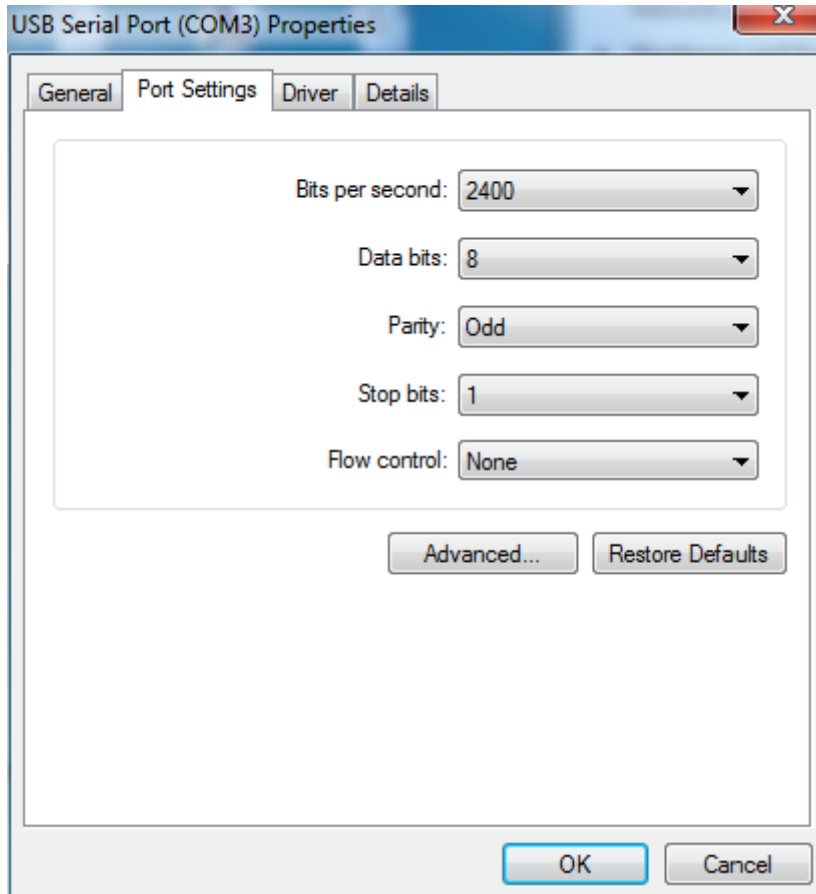 USB Serial Port (COM3) Properties
General Port Settings Driver Details
Bits per second: 2400
Data bits: 8
Parity: Odd
Stop bits: 1
Flow control: None
Advanced... Restore Defaults
OK Cancel